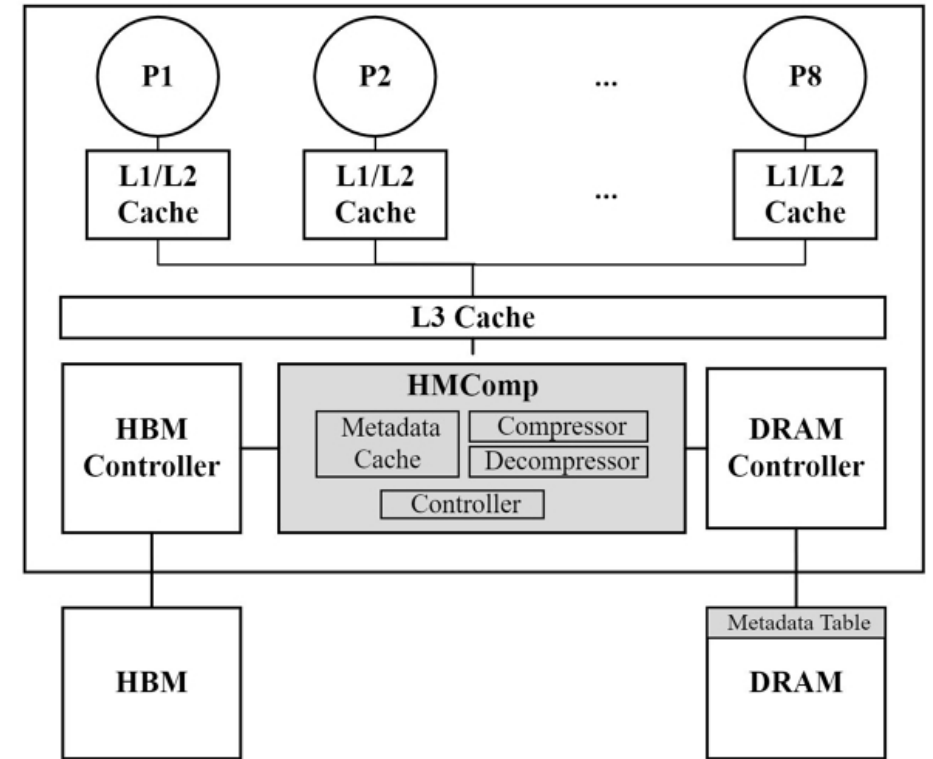 P1
P2
...
P8
L1/L2
Cache
L1/L2
Cache
...
L1/L2
Cache
L3 Cache
HBM
Controller
HMComp
Metadata
Cache
Compressor
Decompressor
Controller
DRAM
Controller
HBM
Metadata Table
DRAM